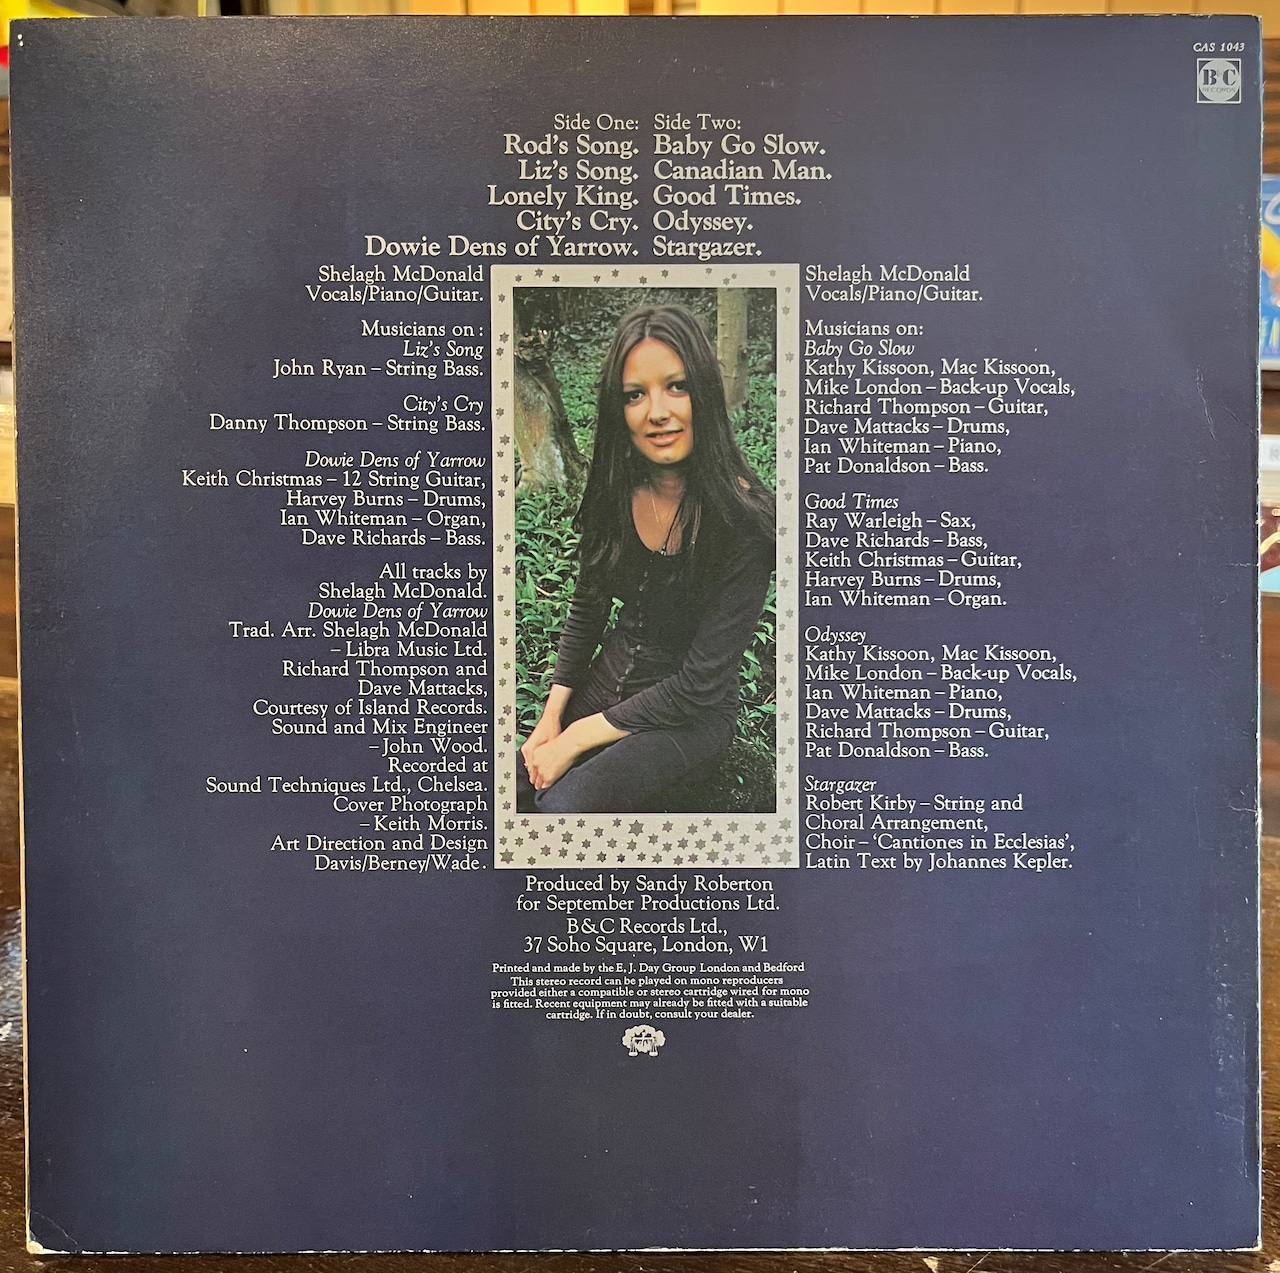 CAS 1043
B&C
RECORDS
Side One:
Rod's Song.
Liz's Song.
Lonely King.
City's Cry.
Dowie Dens of Yarrow.
Side Two:
Baby Go Slow.
Canadian Man.
Good Times.
Odyssey.
Stargazer.
Shelagh McDonald
Vocals/Piano/Guitar.
Musicians on :
Liz's Song
John Ryan – String Bass.
City's Cry
Danny Thompson – String Bass.
Dowie Dens of Yarrow
Keith Christmas – 12 String Guitar,
Harvey Burns – Drums,
Ian Whiteman – Organ,
Dave Richards – Bass.
All tracks by
Shelagh McDonald.
Dowie Dens of Yarrow
Trad. Arr. Shelagh McDonald
– Libra Music Ltd.
Richard Thompson and
Dave Mattacks,
Courtesy of Island Records.
Sound and Mix Engineer
– John Wood.
Recorded at
Sound Techniques Ltd., Chelsea.
Cover Photograph
– Keith Morris.
Art Direction and Design
Davis/Berney/Wade.
Shelagh McDonald
Vocals/Piano/Guitar.
Musicians on:
Baby Go Slow
Kathy Kissoon, Mac Kissoon,
Mike London – Back-up Vocals,
Richard Thompson – Guitar,
Dave Mattacks – Drums,
Ian Whiteman – Piano,
Pat Donaldson – Bass.
Good Times
Ray Warleigh – Sax,
Dave Richards – Bass,
Keith Christmas – Guitar,
Harvey Burns – Drums,
Ian Whiteman – Organ.
Odyssey
Kathy Kissoon, Mac Kissoon,
Mike London – Back-up Vocals,
Ian Whiteman – Piano,
Dave Mattacks – Drums,
Richard Thompson – Guitar,
Pat Donaldson – Bass.
Stargazer
Robert Kirby – String and
Choral Arrangement,
Choir – 'Cantiones in Ecclesias',
Latin Text by Johannes Kepler.
Produced by Sandy Roberton
for September Productions Ltd.
B&C Records Ltd.,
37 Soho Square, London, W1
Printed and made by the E. J. Day Group London and Bedford
This stereo record can be played on mono reproducers
provided either a compatible or stereo cartridge wired for mono
is fitted. Recent equipment may already be fitted with a suitable
cartridge. If in doubt, consult your dealer.